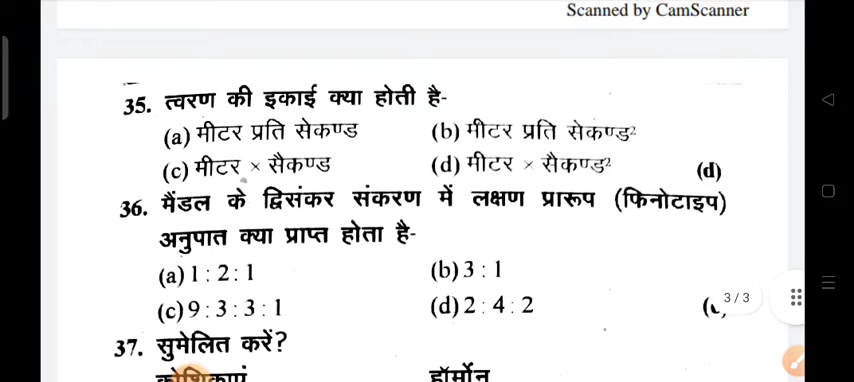 Scanned by CamScanner
35. त्वरण की इकाई क्या होती है-
(a) मीटर प्रति सेकण्ड (b) मीटर प्रति सेकण्ड²
(c) मीटर × सैकण्ड (d) मीटर × सैकण्ड² (d)
36. मैंडल के द्विसंकर संकरण में लक्षण प्रारूप (फिनोटाइप)
अनुपात क्या प्राप्त होता है-
(a) 1 : 2 : 1 (b) 3 : 1
(c) 9 : 3 : 3 : 1 (d) 2 : 4 : 2
3/3
37. सुमेलित करें?
कोशिकाएं हॉर्मोन